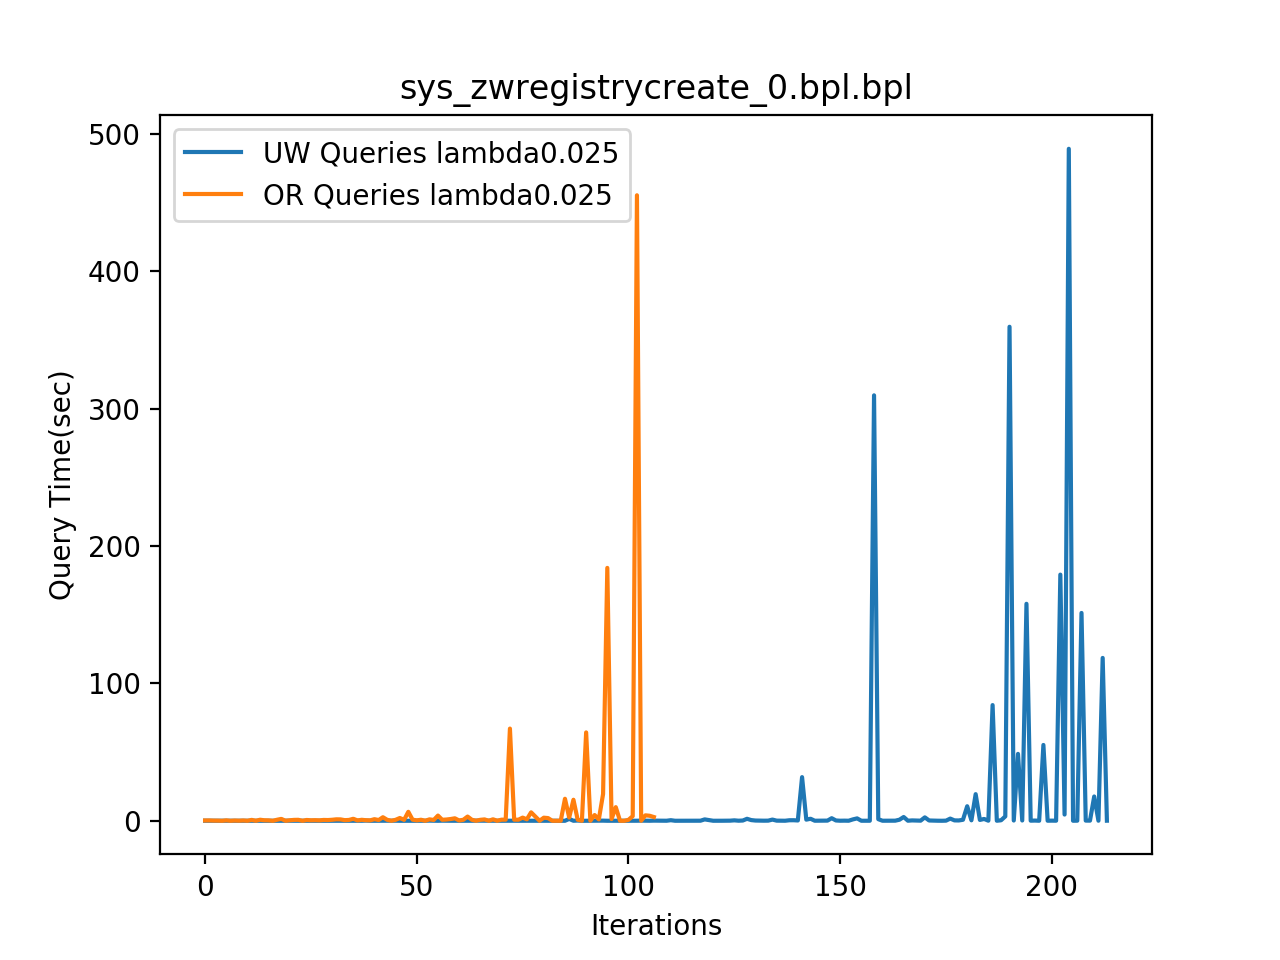 sys_zwregistrycreate_0.bpl.bpl
UW Queries lambda0.025
OR Queries lambda0.025
500
400
300
200
100
0
Query Time(sec)
0 50 100 150 200
Iterations